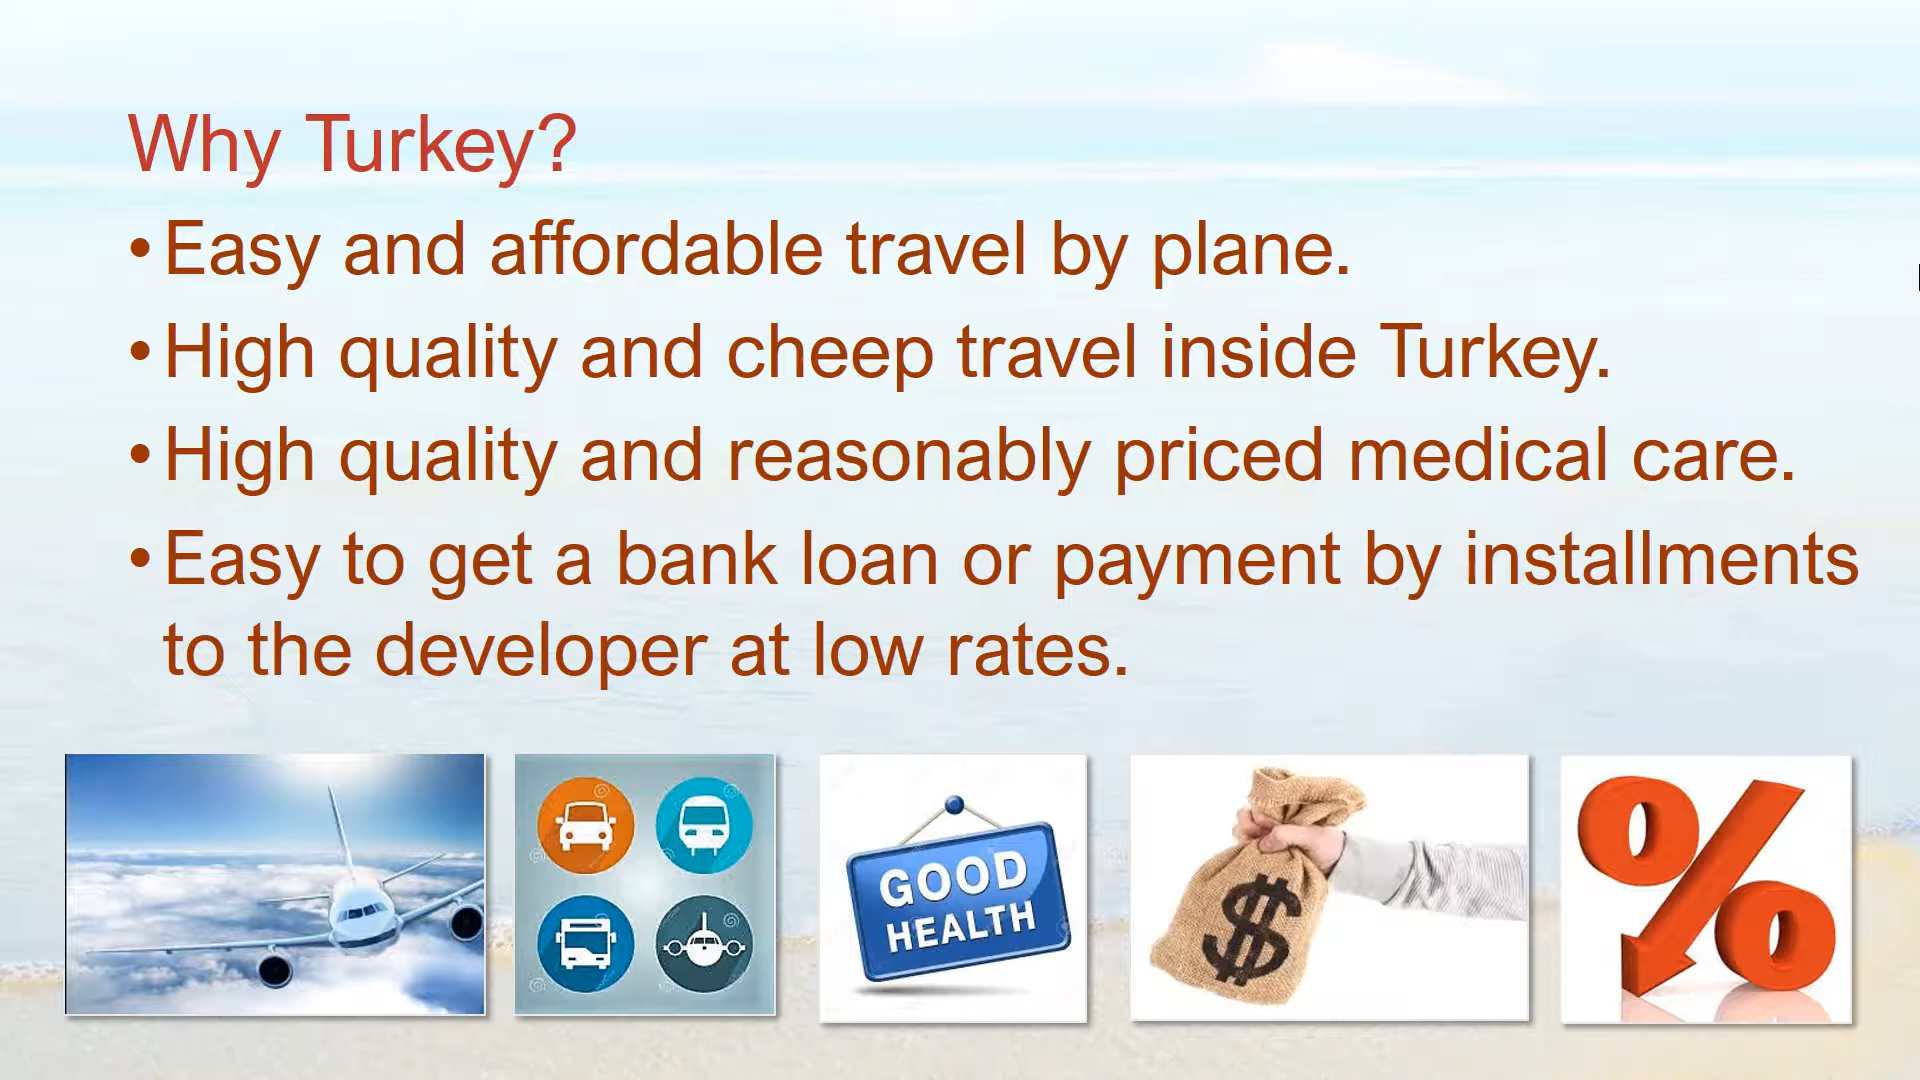 Why Turkey?
•Easy and affordable travel by plane.
•High quality and cheep travel inside Turkey.
•High quality and reasonably priced medical care.
•Easy to get a bank loan or payment by installments
to the developer at low rates.
GOOD
HEALTH
$
%